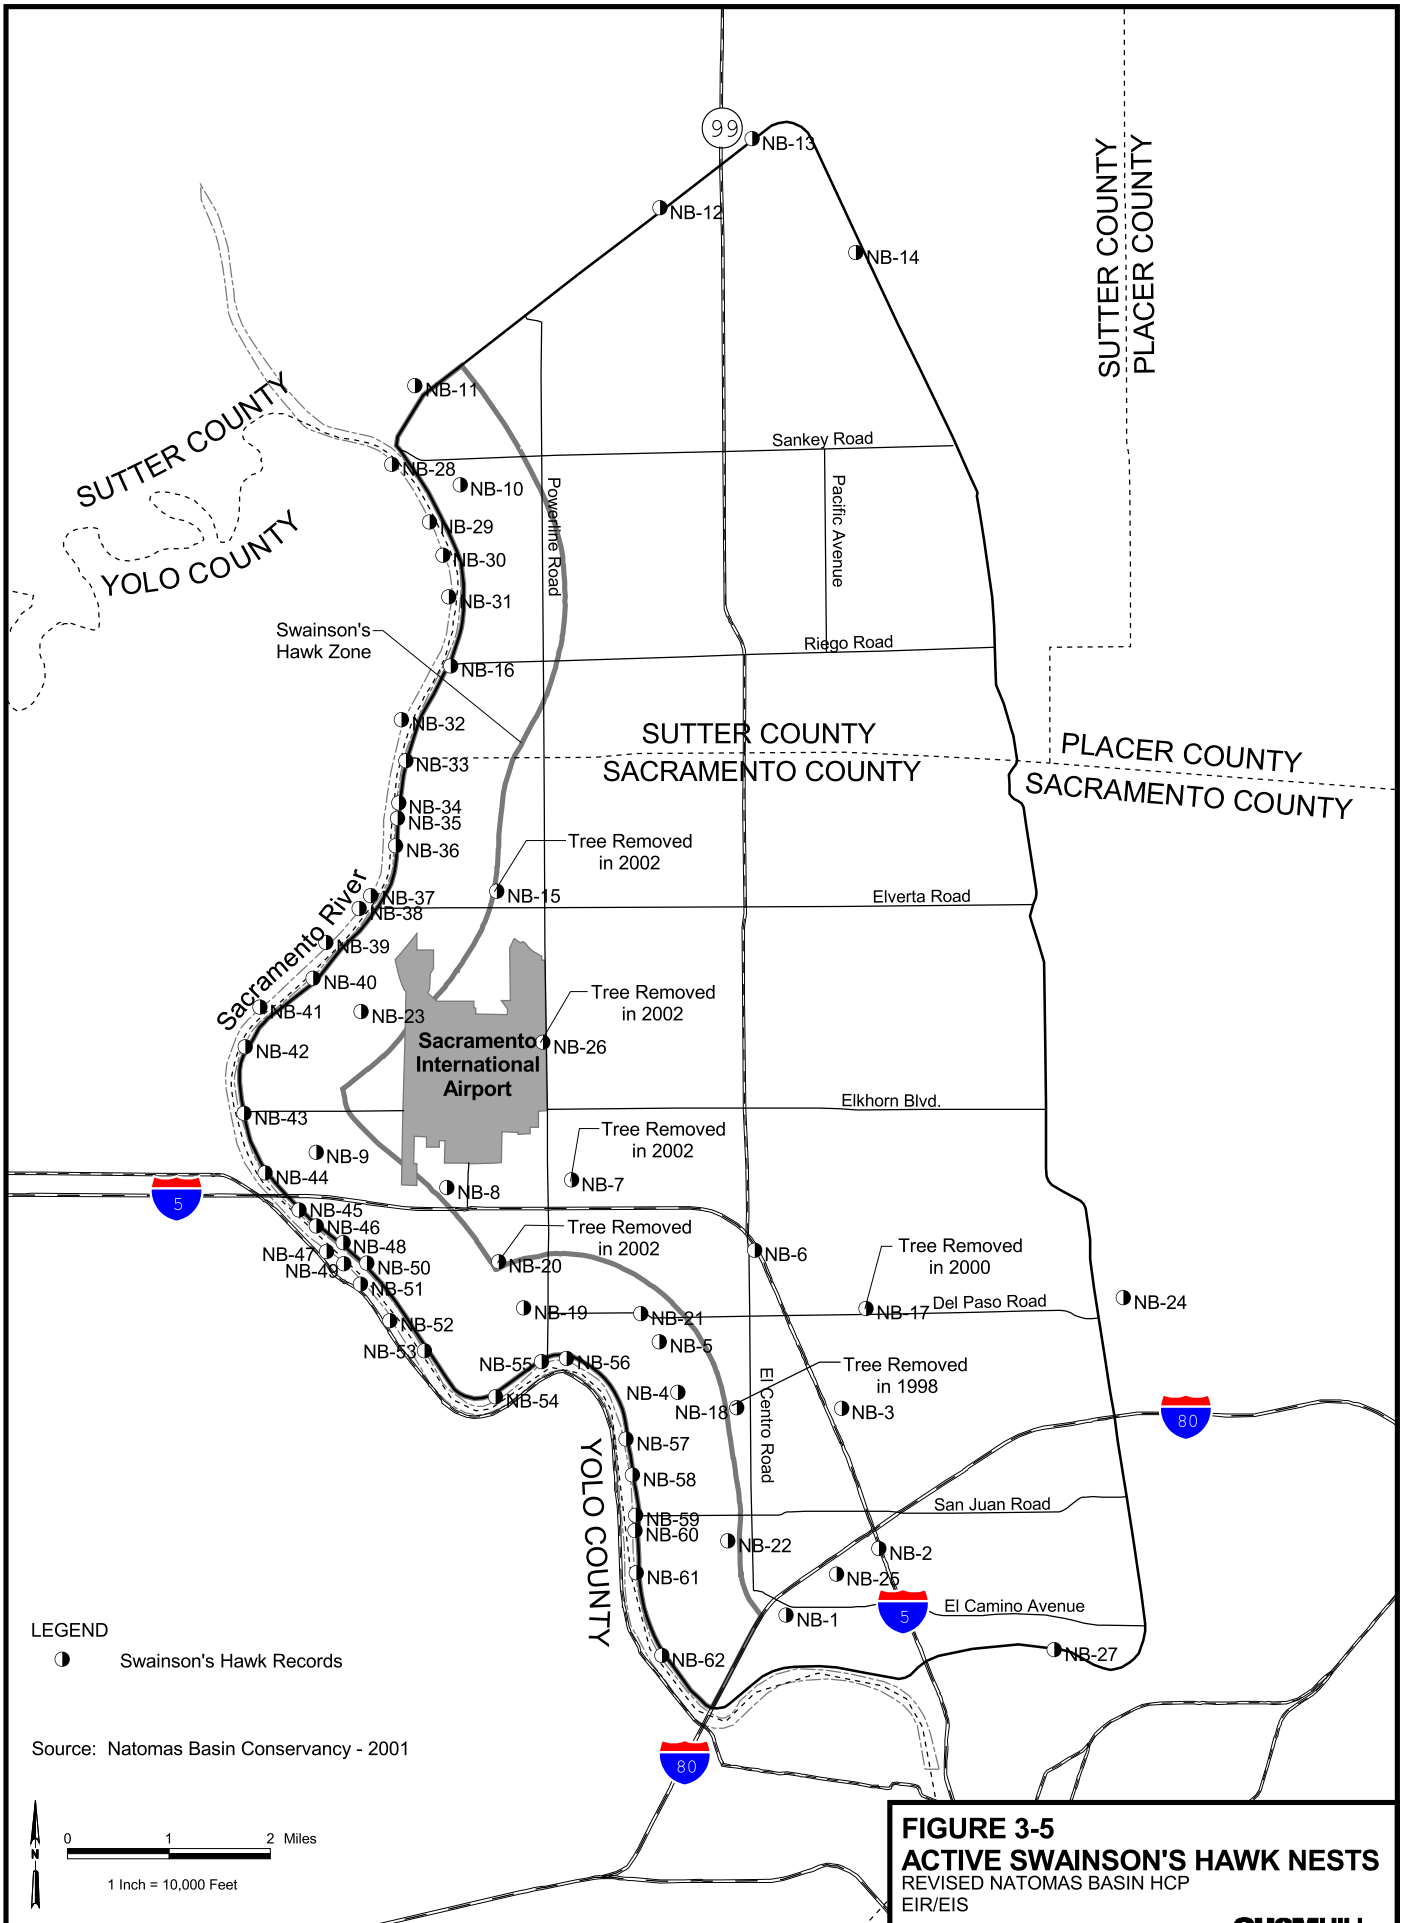 99
NB-13
NB-12
NB-14
SUTTER COUNTY
PLACER COUNTY
NB-11
SUTTER COUNTY
Sankey Road
NB-28
NB-10
Powerline Road
Pacific Avenue
NB-29
YOLO COUNTY
NB-30
NB-31
Swainson's
Hawk Zone
Riego Road
NB-16
NB-32
SUTTER COUNTY
SACRAMENTO COUNTY
PLACER COUNTY
SACRAMENTO COUNTY
NB-33
NB-34
NB-35
NB-36
Tree Removed
in 2002
NB-15
NB-37
NB-38
Elverta Road
Sacramento River
NB-39
NB-40
NB-41
NB-23
Tree Removed
in 2002
NB-26
Sacramento
International
Airport
NB-42
NB-43
Elkhorn Blvd.
Tree Removed
in 2002
NB-9
NB-44
NB-8
NB-7
5
NB-45
NB-46
NB-47
NB-48
NB-49
NB-50
NB-51
Tree Removed
in 2002
NB-20
NB-6
Tree Removed
in 2000
NB-24
NB-19
NB-21
NB-17
Del Paso Road
NB-52
NB-53
NB-5
NB-55
NB-56
Tree Removed
in 1998
El Centro Road
NB-4
NB-54
NB-18
NB-3
80
NB-57
YOLO COUNTY
NB-58
San Juan Road
NB-59
NB-60
NB-22
NB-2
NB-61
NB-25
5
El Camino Avenue
NB-1
NB-62
NB-27
LEGEND
Swainson's Hawk Records
Source: Natomas Basin Conservancy - 2001
80
N
0 1 2 Miles
1 Inch = 10,000 Feet
FIGURE 3-5
ACTIVE SWAINSON'S HAWK NESTS
REVISED NATOMAS BASIN HCP
EIR/EIS